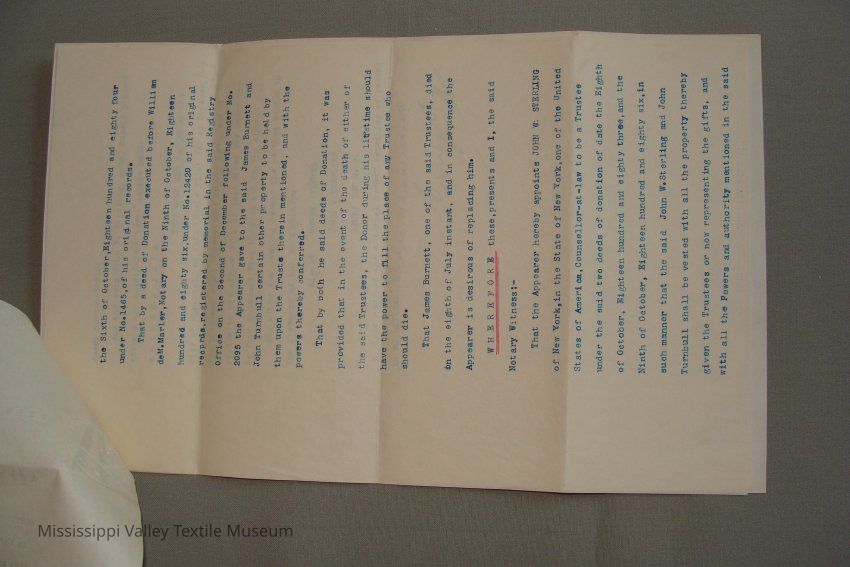 the Sixth of October,Eighteen hundred and eighty four
under No.1465,of his original records.
That by a deed of Donation executed before William
deM.Marler,Notary on the Ninth of October, Eighteen
hundred and eighty six,under No.12420 of his original
records,registered by memorial in the said Registry
Office on the Second of December following under No.
2095 the Appearer gave to the said James Burnett and
John Turnbull certain other property to be held by
them upon the Trusts therein mentioned, and with the
powers thereby conferred.
That by both he said deeds of Donation, it was
provided that in the event of the death of either of
the said Trustees, the Donor during his lifetime should
have the power to fill the place of any Trustee who
should die.
That James Burnett, one of the said Trustees, died
on the eighth of July instant, and in consequence the
Appearer is desirous of replacing him.
WHEREFORE these,presents and I, the said
Notary Witness:-
That the Appearer hereby appoints JOHN W. STERLING
of New York,in the State of New York,one of the United
States of America,Counsellor-at-law to be a Trustee
under the said two deeds of donation of date the Eighth
of October, Eighteen hundred and eighty three,and the
Ninth of October, Eighteen hundred and eighty six,in
such manner that the said John W.Sterling and John
Turnbull shall be vested with all the property thereby
given the Trustees or now representing the gifts, and
with all the Powers and authority mentioned in the said
Mississippi Valley Textile Museum